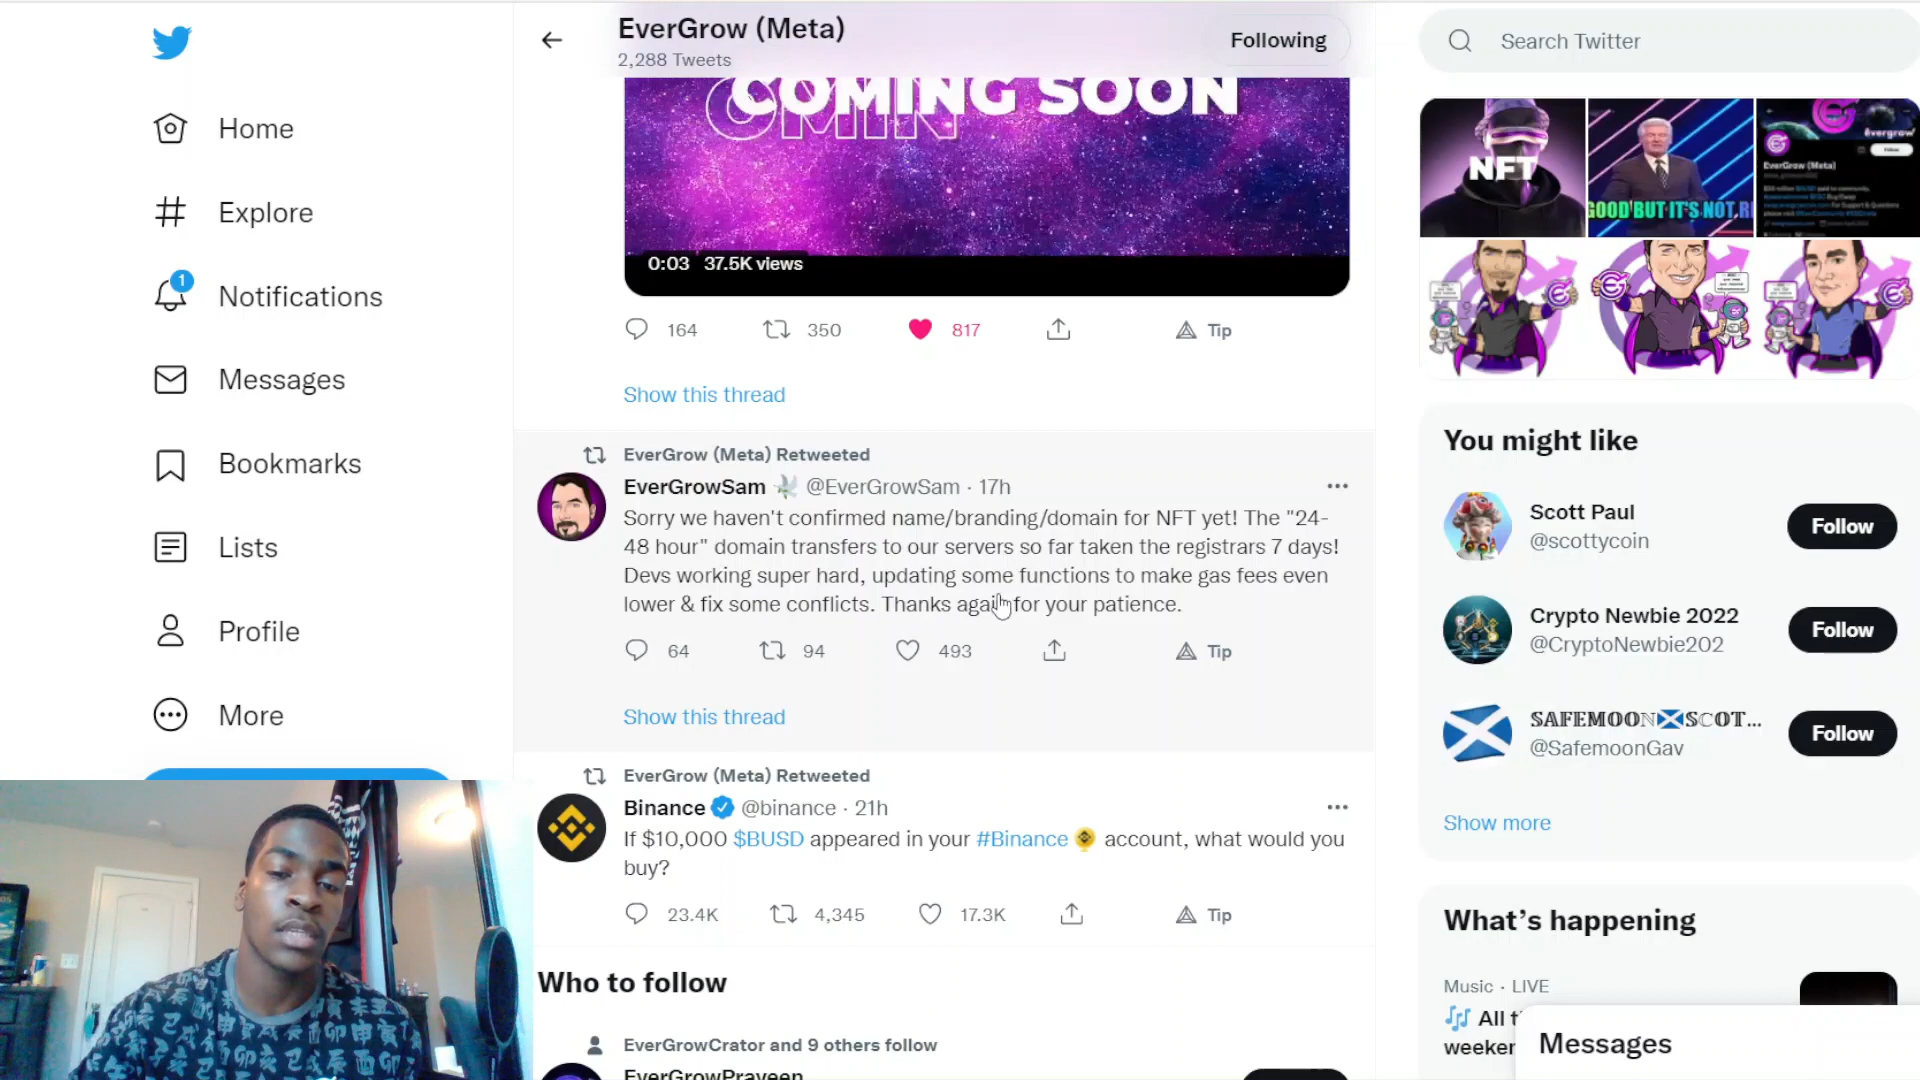 EverGrow (Meta)
2,288 Tweets
Following
Search Twitter
Home
Explore
Notifications
1
Messages
Bookmarks
Lists
Profile
More
COMING SOON
0:03 37.5K views
164 350 817 Tip
Show this thread
EverGrow (Meta) Retweeted
EverGrowSam 🕊 @EverGrowSam · 17h
Sorry we haven't confirmed name/branding/domain for NFT yet! The "24-
48 hour" domain transfers to our servers so far taken the registrars 7 days!
Devs working super hard, updating some functions to make gas fees even
lower & fix some conflicts. Thanks again for your patience.
64 94 493 Tip
Show this thread
EverGrow (Meta) Retweeted
Binance @binance · 21h
If $10,000 $BUSD appeared in your #Binance account, what would you
buy?
23.4K 4,345 17.3K Tip
Who to follow
EverGrowCrator and 9 others follow
EverGrowPraveen
NFT
GOOD BUT IT'S NOT
evergrow
EverGrow (Meta)
You might like
Scott Paul
@scottycoin
Follow
Crypto Newbie 2022
@CryptoNewbie202
Follow
SAFEMOON🏴󠁧󠁢󠁳󠁣󠁴󠁿SCOT...
@SafemoonGav
Follow
Show more
What's happening
Music · LIVE
🎶 All
Messages